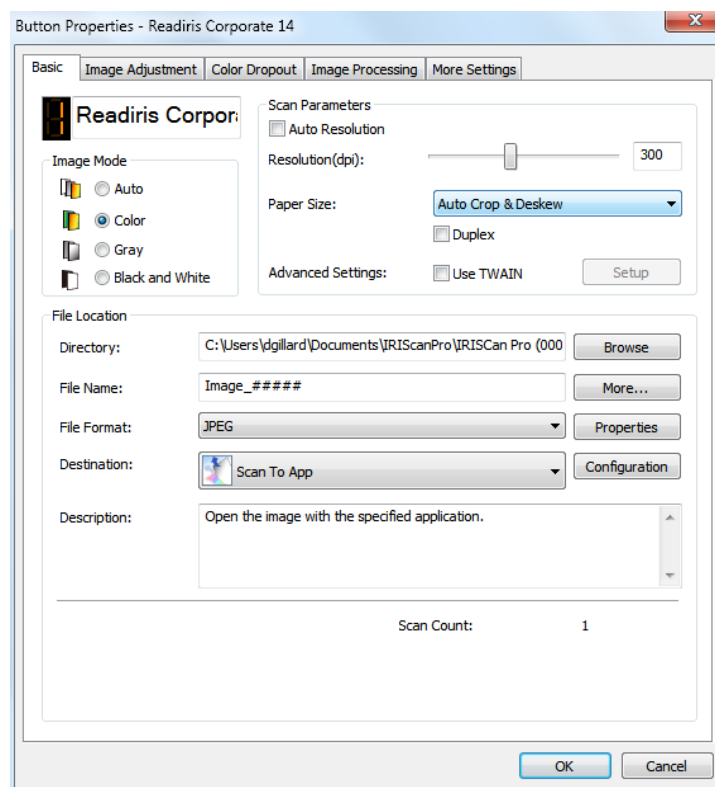 Button Properties - Readiris Corporate 14
X
Basic Image Adjustment Color Dropout Image Processing More Settings
1 Readiris Corpor
Scan Parameters
Auto Resolution
Resolution(dpi): 300
Paper Size: Auto Crop & Deskew
Duplex
Advanced Settings: Use TWAIN Setup
Image Mode
Auto
Color
Gray
Black and White
File Location
Directory: C:\Users\dgillard\Documents\IRIScanPro\IRISCan Pro (000 Browse
File Name: Image_##### More...
File Format: JPEG Properties
Destination: Scan To App Configuration
Description: Open the image with the specified application.
Scan Count: 1
OK Cancel